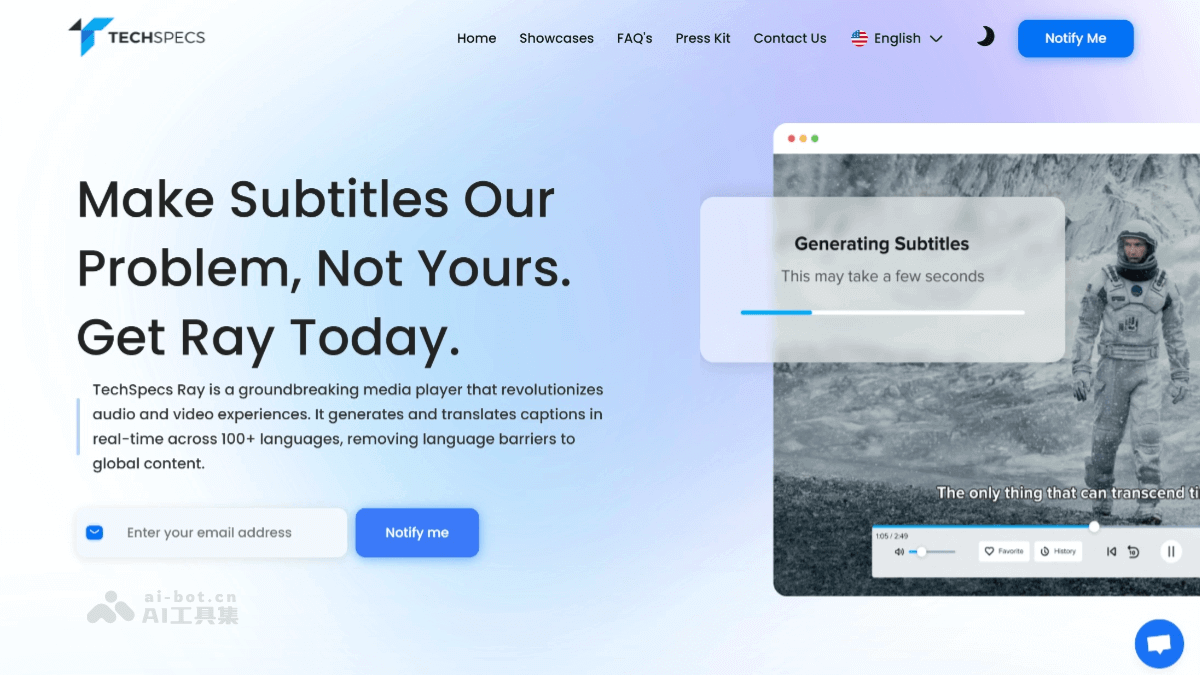 TECHSPECS
Home Showcases FAQ's Press Kit Contact Us English Notify Me
Make Subtitles Our
Problem, Not Yours.
Get Ray Today.
TechSpecs Ray is a groundbreaking media player that revolutionizes
audio and video experiences. It generates and translates captions in
real-time across 100+ languages, removing language barriers to
global content.
Enter your email address Notify me
Generating Subtitles
This may take a few seconds
The only thing that can transcend ti
1:05 / 2:49
Favorite History
10
ai-bot.cn
AI工具集